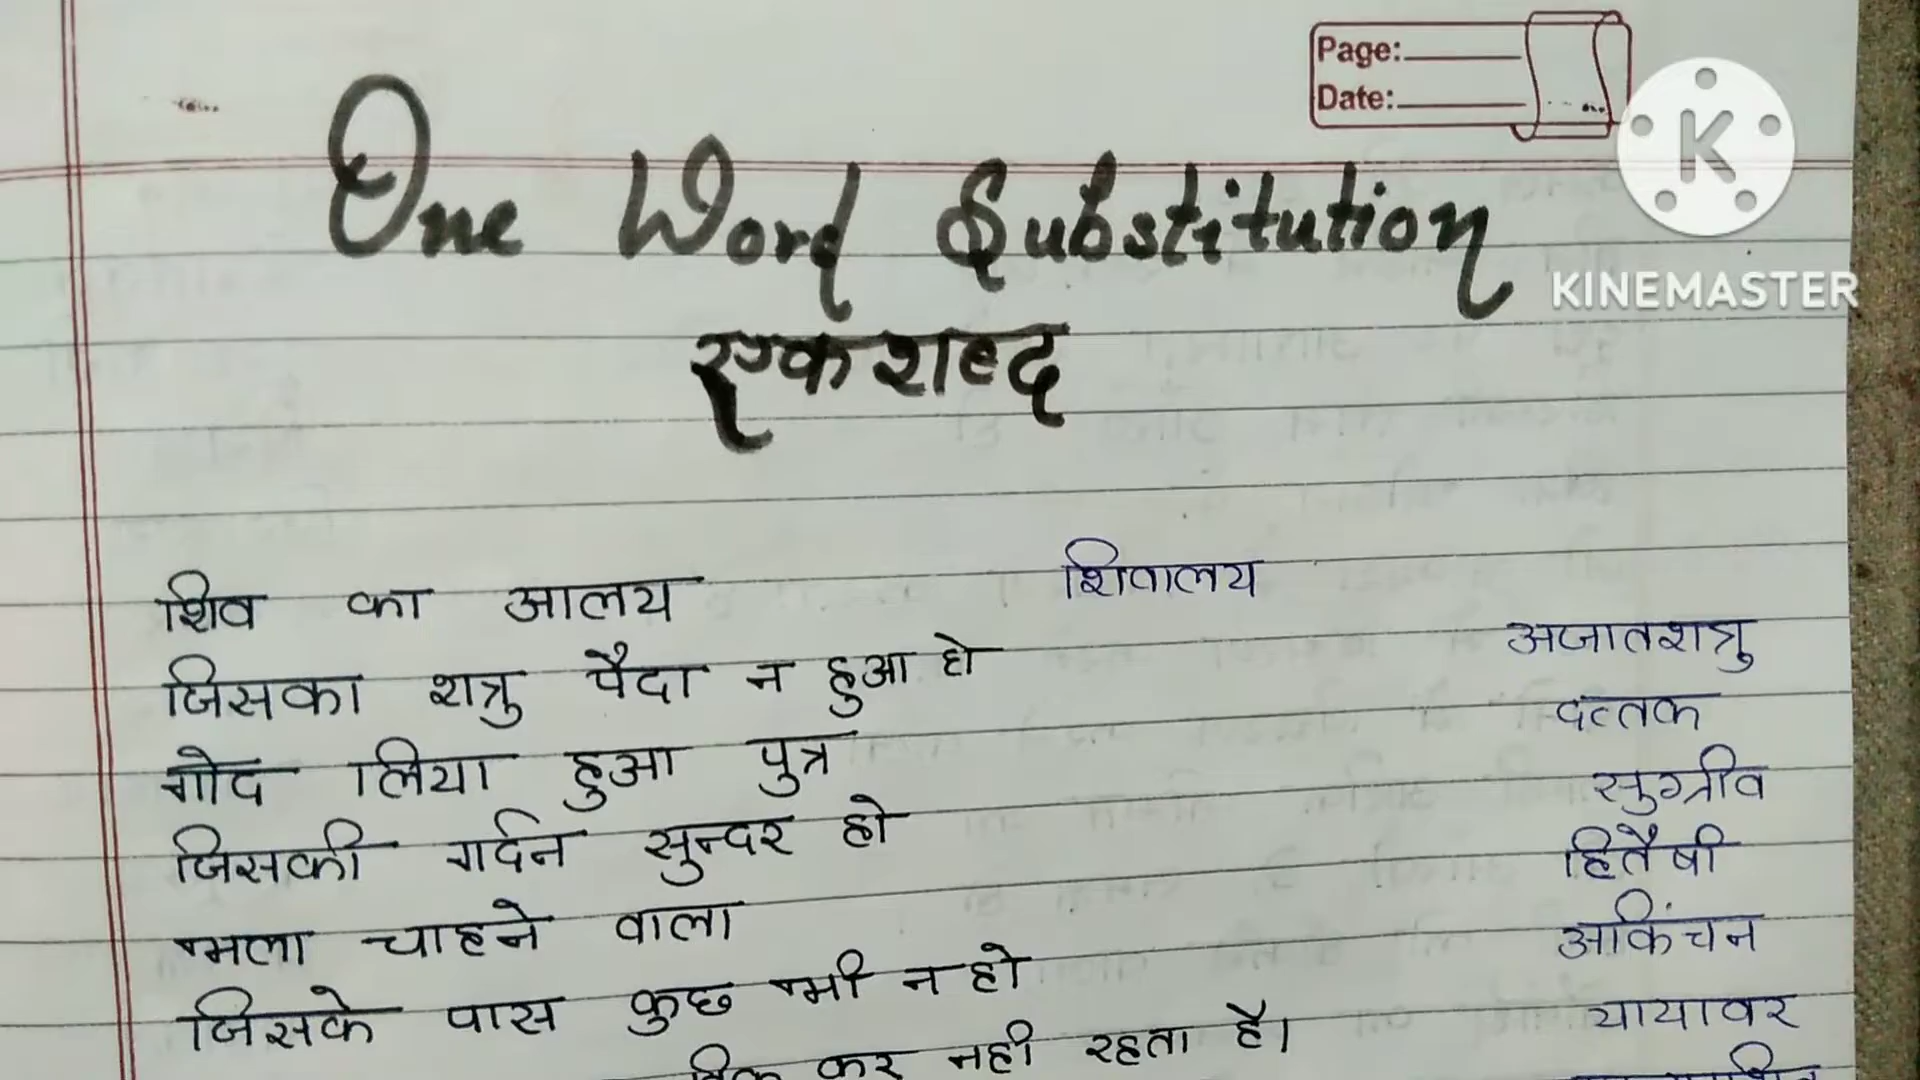 Page:
Date:
K
KINEMASTER
One Word Substitution
एक शब्द
शिव का आलय शिवालय
जिसका शत्रु पैदा न हुआ हो अजातशत्रु
गोद लिया हुआ पुत्र दत्तक
जिसकी गर्दन सुन्दर हो सुग्रीव
भला चाहने वाला हितैषी
जिसके पास कुछ भी न हो अकिंचन
टिक कर नही रहता है। यायावर